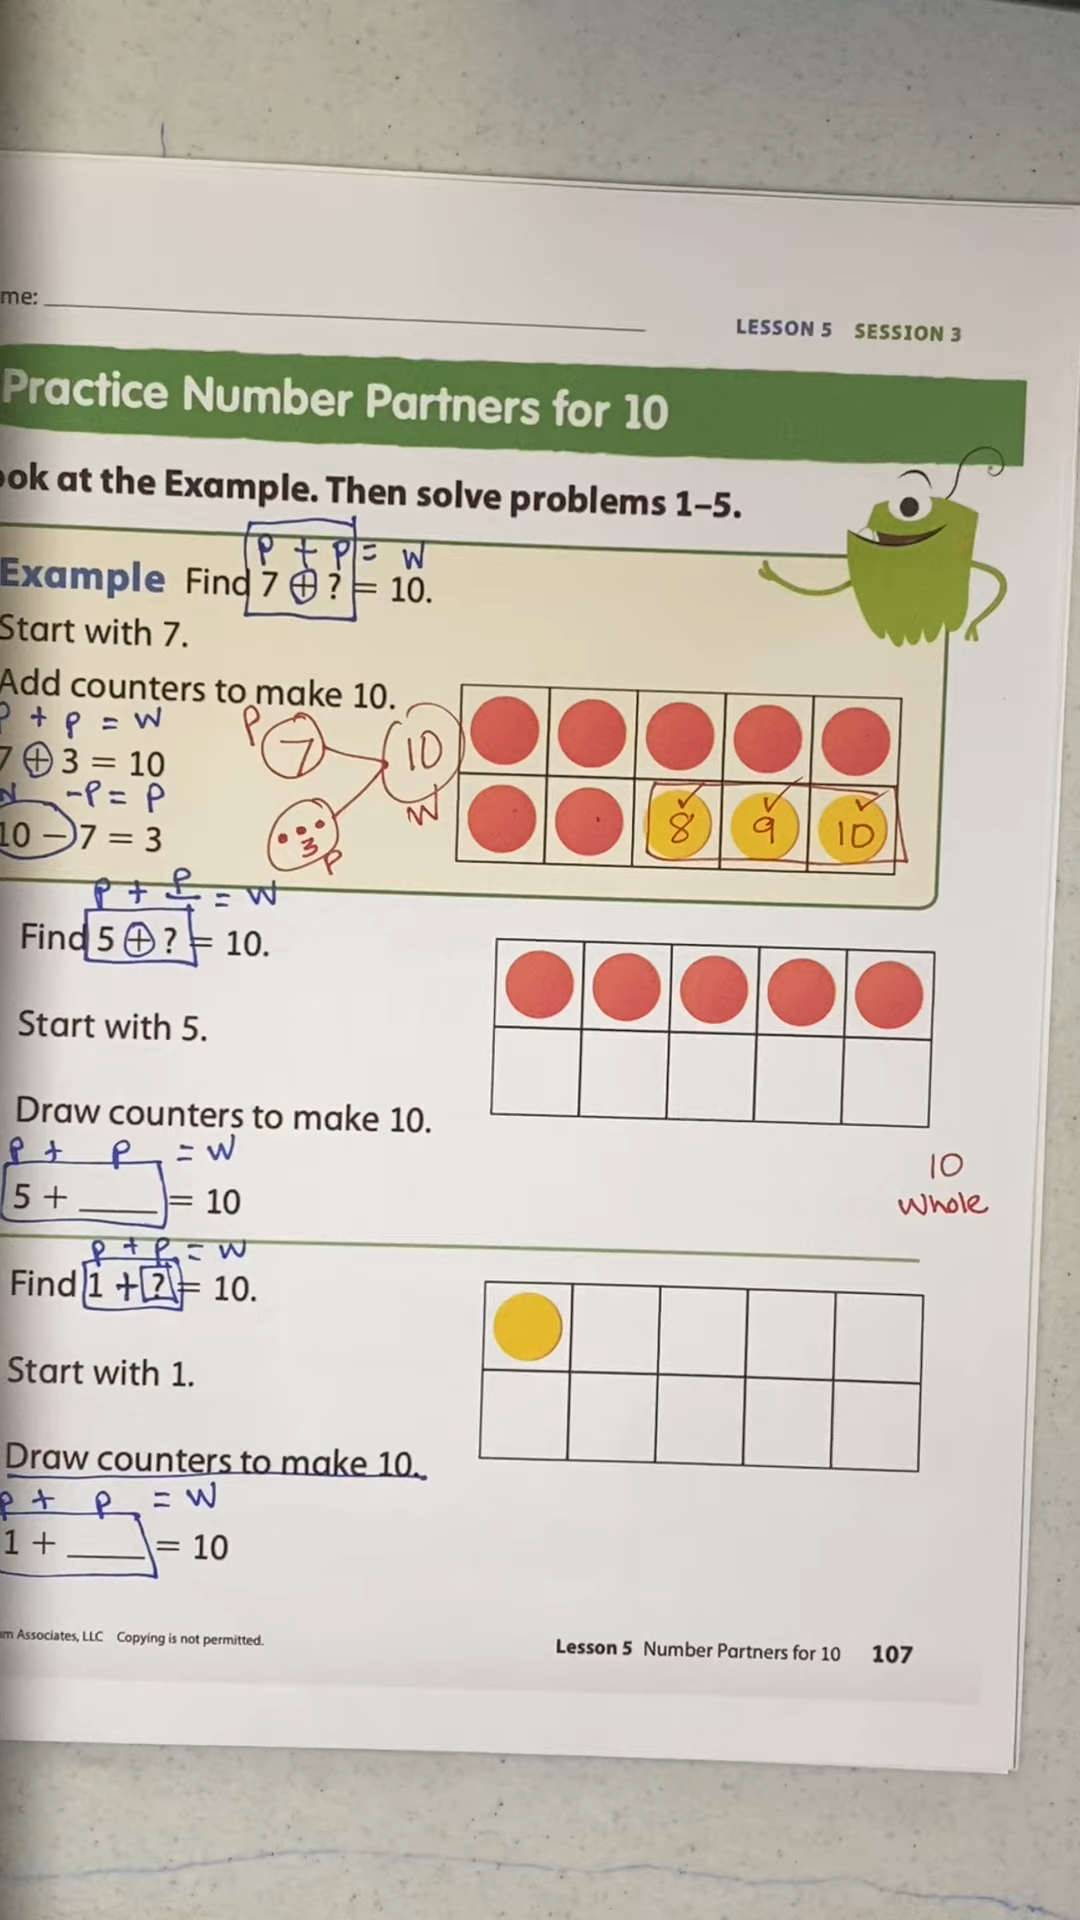 me:
LESSON 5 SESSION 3
Practice Number Partners for 10
ook at the Example. Then solve problems 1–5.
P + P = W
Example Find 7 + ? = 10.
Start with 7.
Add counters to make 10.
P + P = W
7 + 3 = 10
W - P = P
10 − 7 = 3
P 7
10 W
3 P
8 9 10
P + P = W
Find 5 + ? = 10.
Start with 5.
Draw counters to make 10.
P + P = W
5 + ___ = 10
10
Whole
P + P = W
Find 1 + ? = 10.
Start with 1.
Draw counters to make 10.
P + P = W
1 + ___ = 10
m Associates, LLC Copying is not permitted.
Lesson 5 Number Partners for 10 107